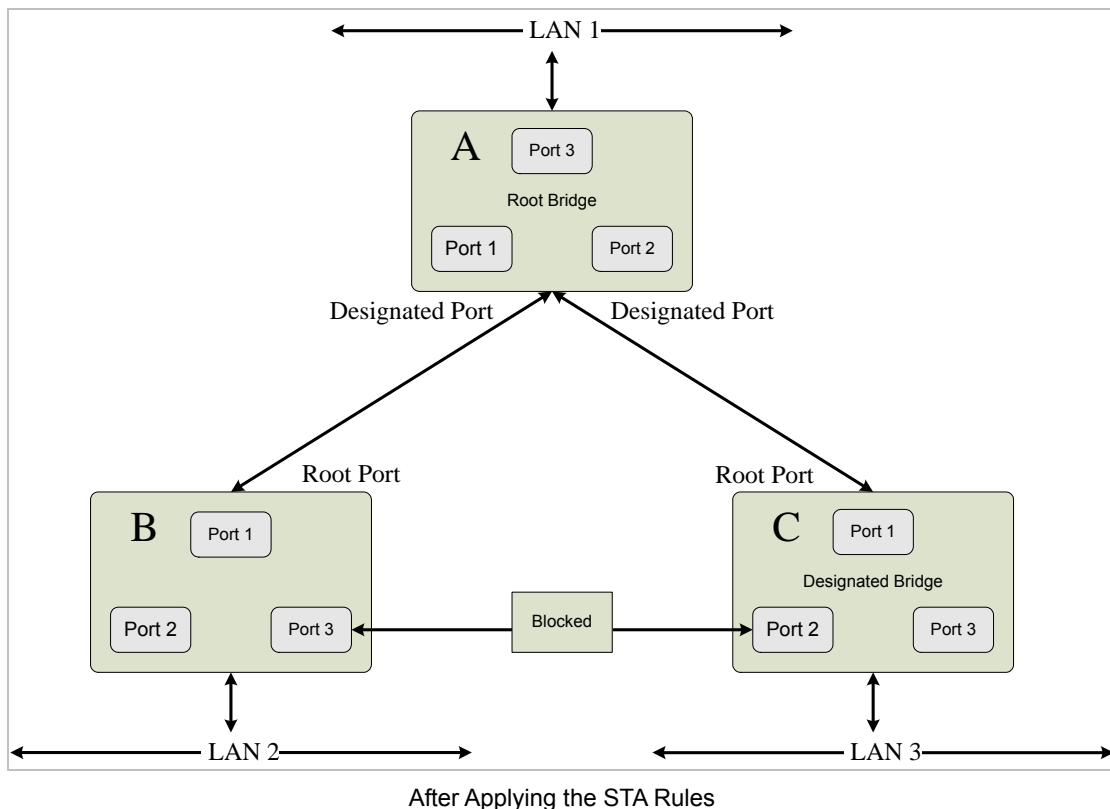 LAN 1
A
Port 3
Root Bridge
Port 1
Port 2
Designated Port
Designated Port
Root Port
Root Port
B
Port 1
C
Port 1
Designated Bridge
Port 2
Port 3
Blocked
Port 2
Port 3
LAN 2
LAN 3
After Applying the STA Rules